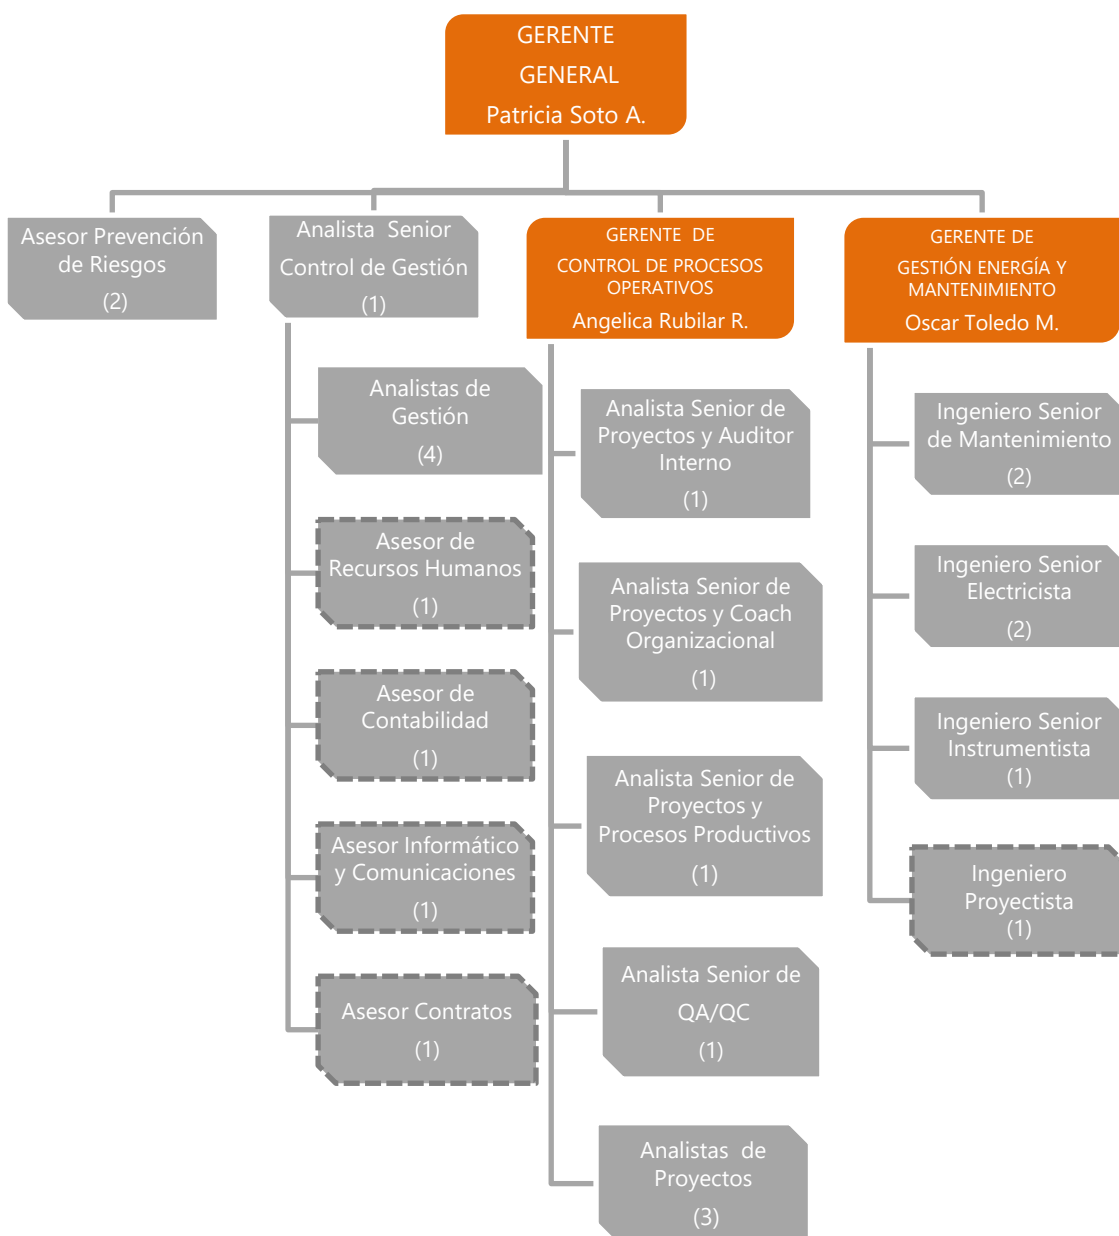 GERENTE
GENERAL
Patricia Soto A.
Asesor Prevención
de Riesgos
(2)
Analista Senior
Control de Gestión
(1)
GERENTE DE
CONTROL DE PROCESOS
OPERATIVOS
Angelica Rubilar R.
GERENTE DE
GESTIÓN ENERGÍA Y
MANTENIMIENTO
Oscar Toledo M.
Analistas de
Gestión
(4)
Asesor de
Recursos Humanos
(1)
Asesor de
Contabilidad
(1)
Asesor Informático
y Comunicaciones
(1)
Asesor Contratos
(1)
Analista Senior de
Proyectos y Auditor
Interno
(1)
Analista Senior de
Proyectos y Coach
Organizacional
(1)
Analista Senior de
Proyectos y
Procesos Productivos
(1)
Analista Senior de
QA/QC
(1)
Analistas de
Proyectos
(3)
Ingeniero Senior
de Mantenimiento
(2)
Ingeniero Senior
Electricista
(2)
Ingeniero Senior
Instrumentista
(1)
Ingeniero
Proyectista
(1)